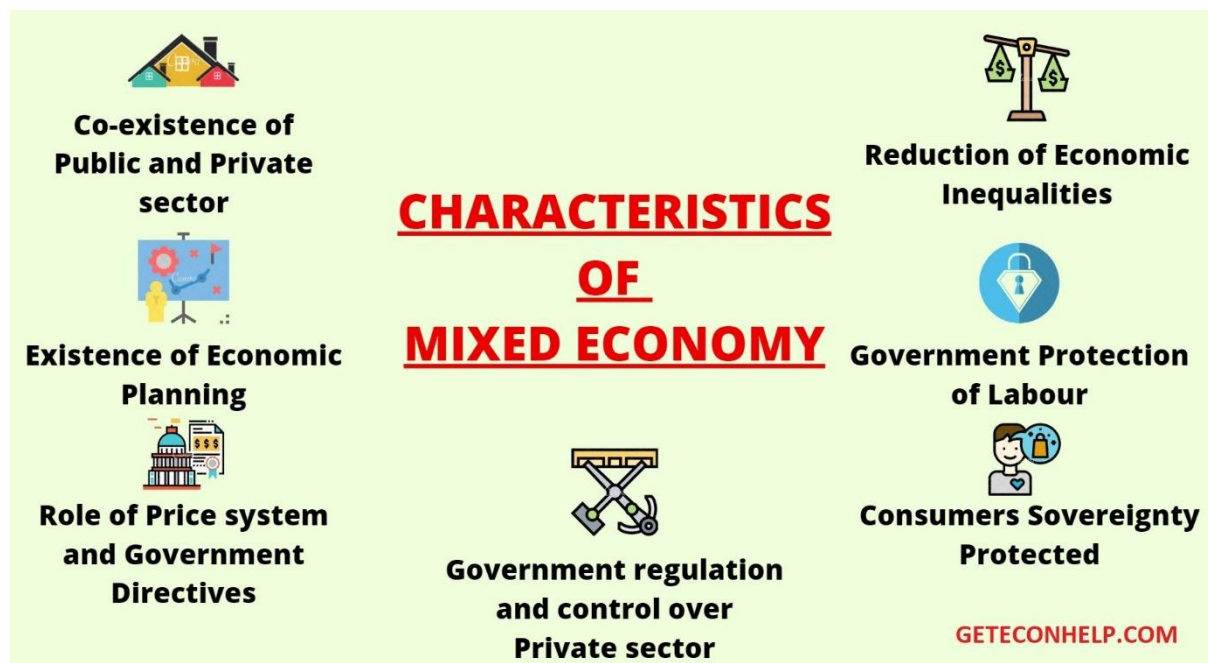 Co-existence of
Public and Private
sector
Existence of Economic
Planning
Role of Price system
and Government
Directives
CHARACTERISTICS
OF
MIXED ECONOMY
Government regulation
and control over
Private sector
Reduction of Economic
Inequalities
Government Protection
of Labour
Consumers Sovereignty
Protected
GETECONHELP.COM